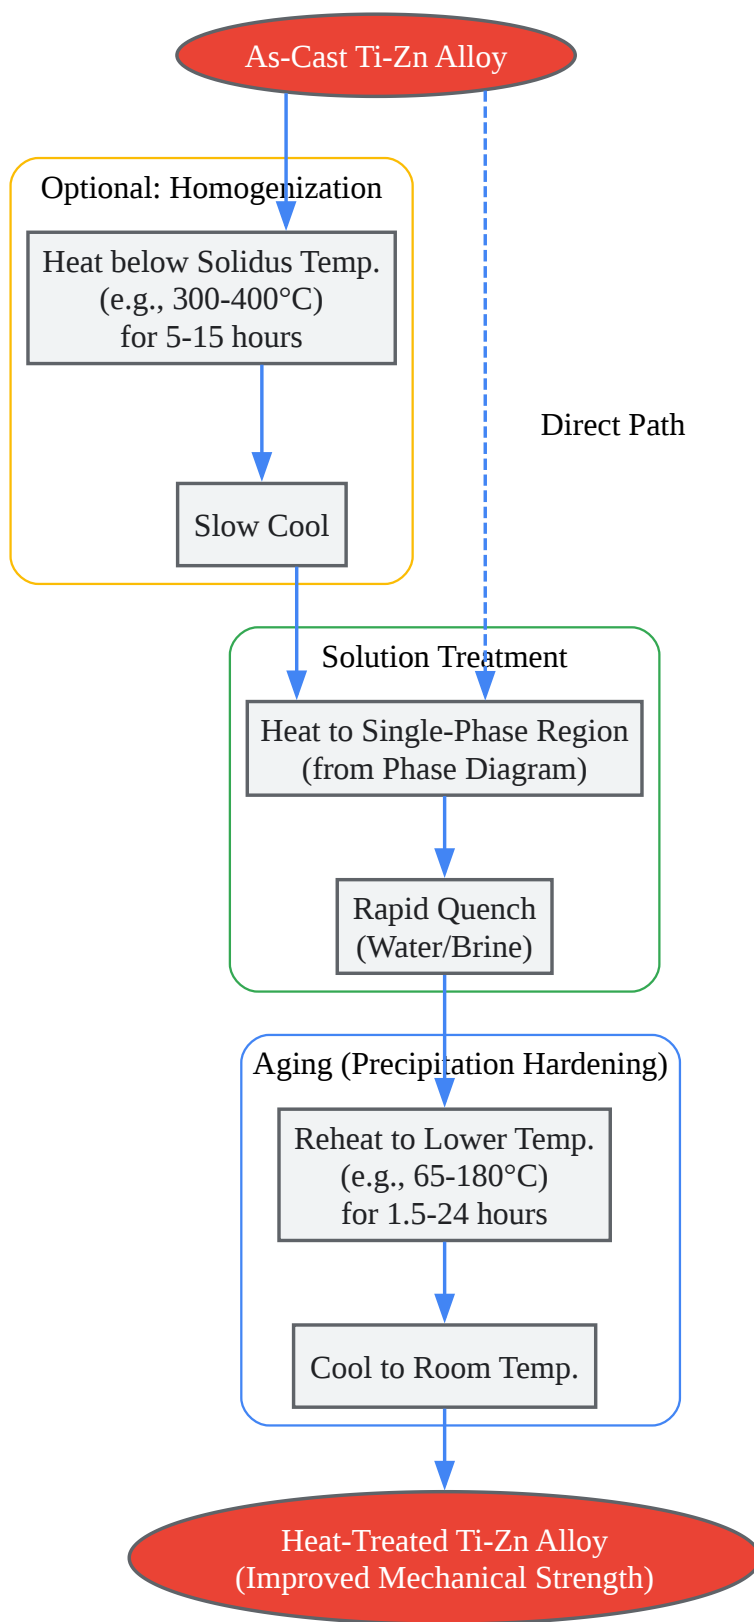 As-Cast Ti-Zn Alloy
Optional: Homogenization
Heat below Solidus Temp.
(e.g., 300-400°C)
for 5-15 hours
Direct Path
Slow Cool
Solution Treatment
Heat to Single-Phase Region
(from Phase Diagram)
Rapid Quench
(Water/Brine)
Aging (Precipitation Hardening)
Reheat to Lower Temp.
(e.g., 65-180°C)
for 1.5-24 hours
Cool to Room Temp.
Heat-Treated Ti-Zn Alloy
(Improved Mechanical Strength)